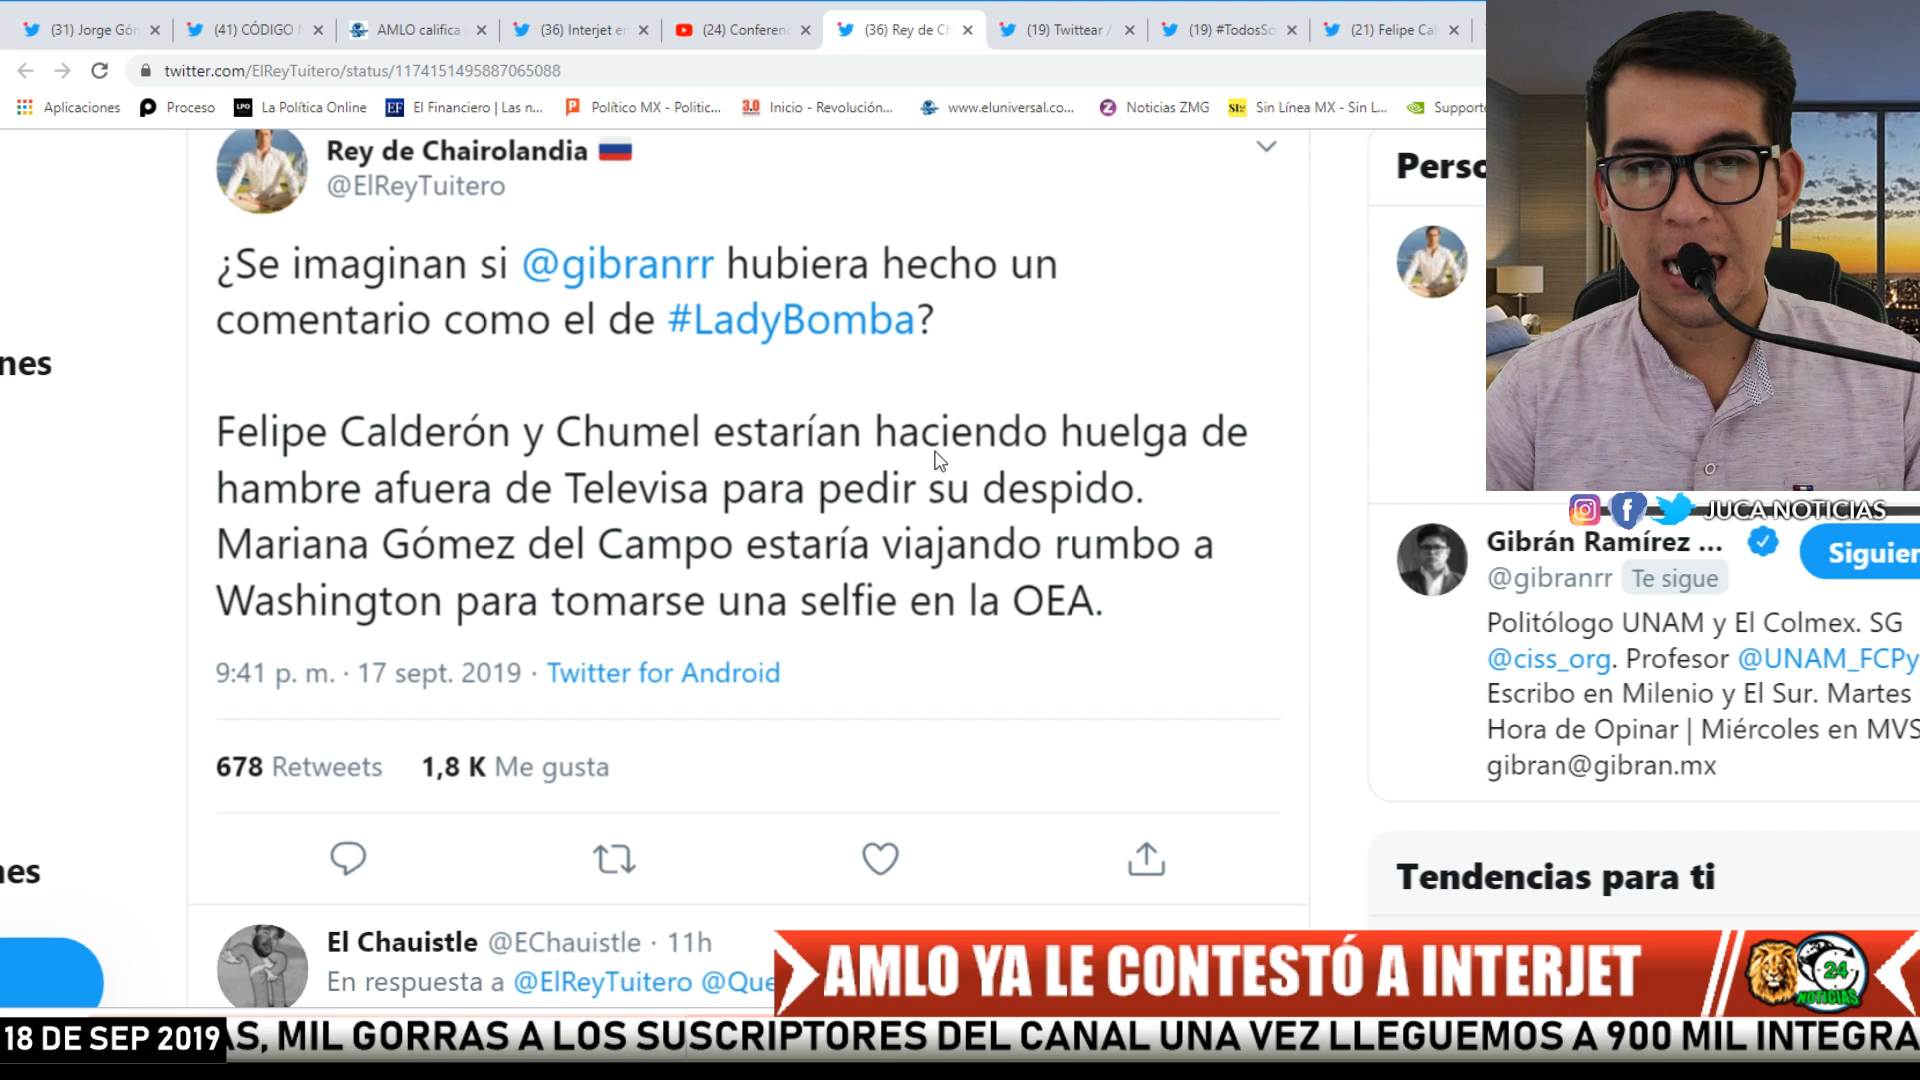 (31) Jorge Gón
(41) CÓDIGO
AMLO califica
(36) Interjet en
(24) Conferenc
(36) Rey de Ch
(19) Twittear /
(19) #TodosSo
(21) Felipe Cal
twitter.com/ElReyTuitero/status/1174151495887065088
Aplicaciones
Proceso
LPO La Política Online
EF El Financiero | Las n...
P Político MX - Politic...
3.0 Inicio - Revolución...
www.eluniversal.co...
Z Noticias ZMG
Sin Línea MX - Sin L...
Supporte
Rey de Chairolandia
@ElReyTuitero
¿Se imaginan si @gibranrr hubiera hecho un
comentario como el de #LadyBomba?
Felipe Calderón y Chumel estarían haciendo huelga de
hambre afuera de Televisa para pedir su despido.
Mariana Gómez del Campo estaría viajando rumbo a
Washington para tomarse una selfie en la OEA.
9:41 p. m. · 17 sept. 2019 · Twitter for Android
678 Retweets 1,8 K Me gusta
El Chauistle @EChauistle · 11h
En respuesta a @ElReyTuitero @Que
nes
nes
Perso
JUCA NOTICIAS
Gibrán Ramírez ...
@gibranrr Te sigue
Siguien
Politólogo UNAM y El Colmex. SG
@ciss_org. Profesor @UNAM_FCPy
Escribo en Milenio y El Sur. Martes
Hora de Opinar | Miércoles en MVS
gibran@gibran.mx
Tendencias para ti
AMLO YA LE CONTESTÓ A INTERJET
24
NOTICIAS
18 DE SEP 2019
AS, MIL GORRAS A LOS SUSCRIPTORES DEL CANAL UNA VEZ LLEGUEMOS A 900 MIL INTEGRA